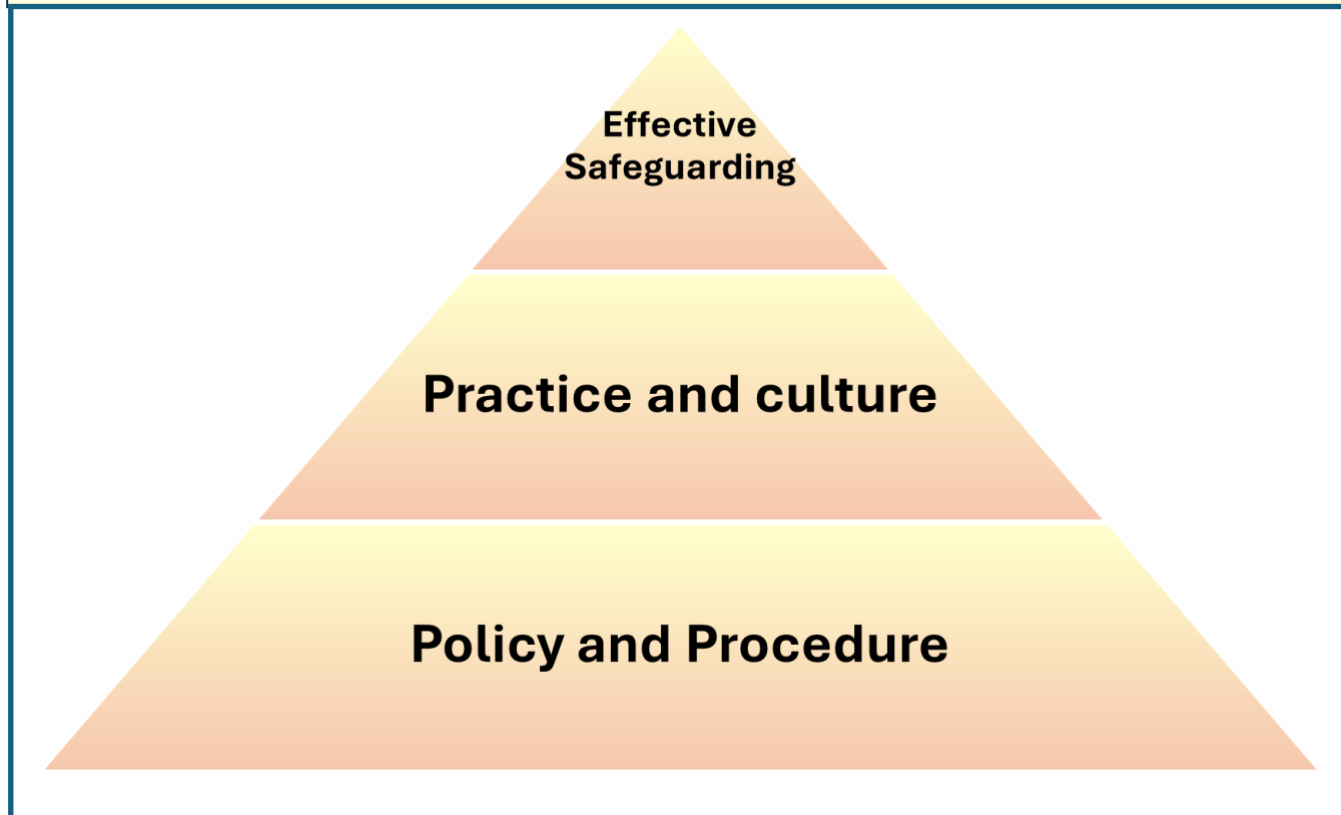 Effective
Safeguarding
Practice and culture
Policy and Procedure